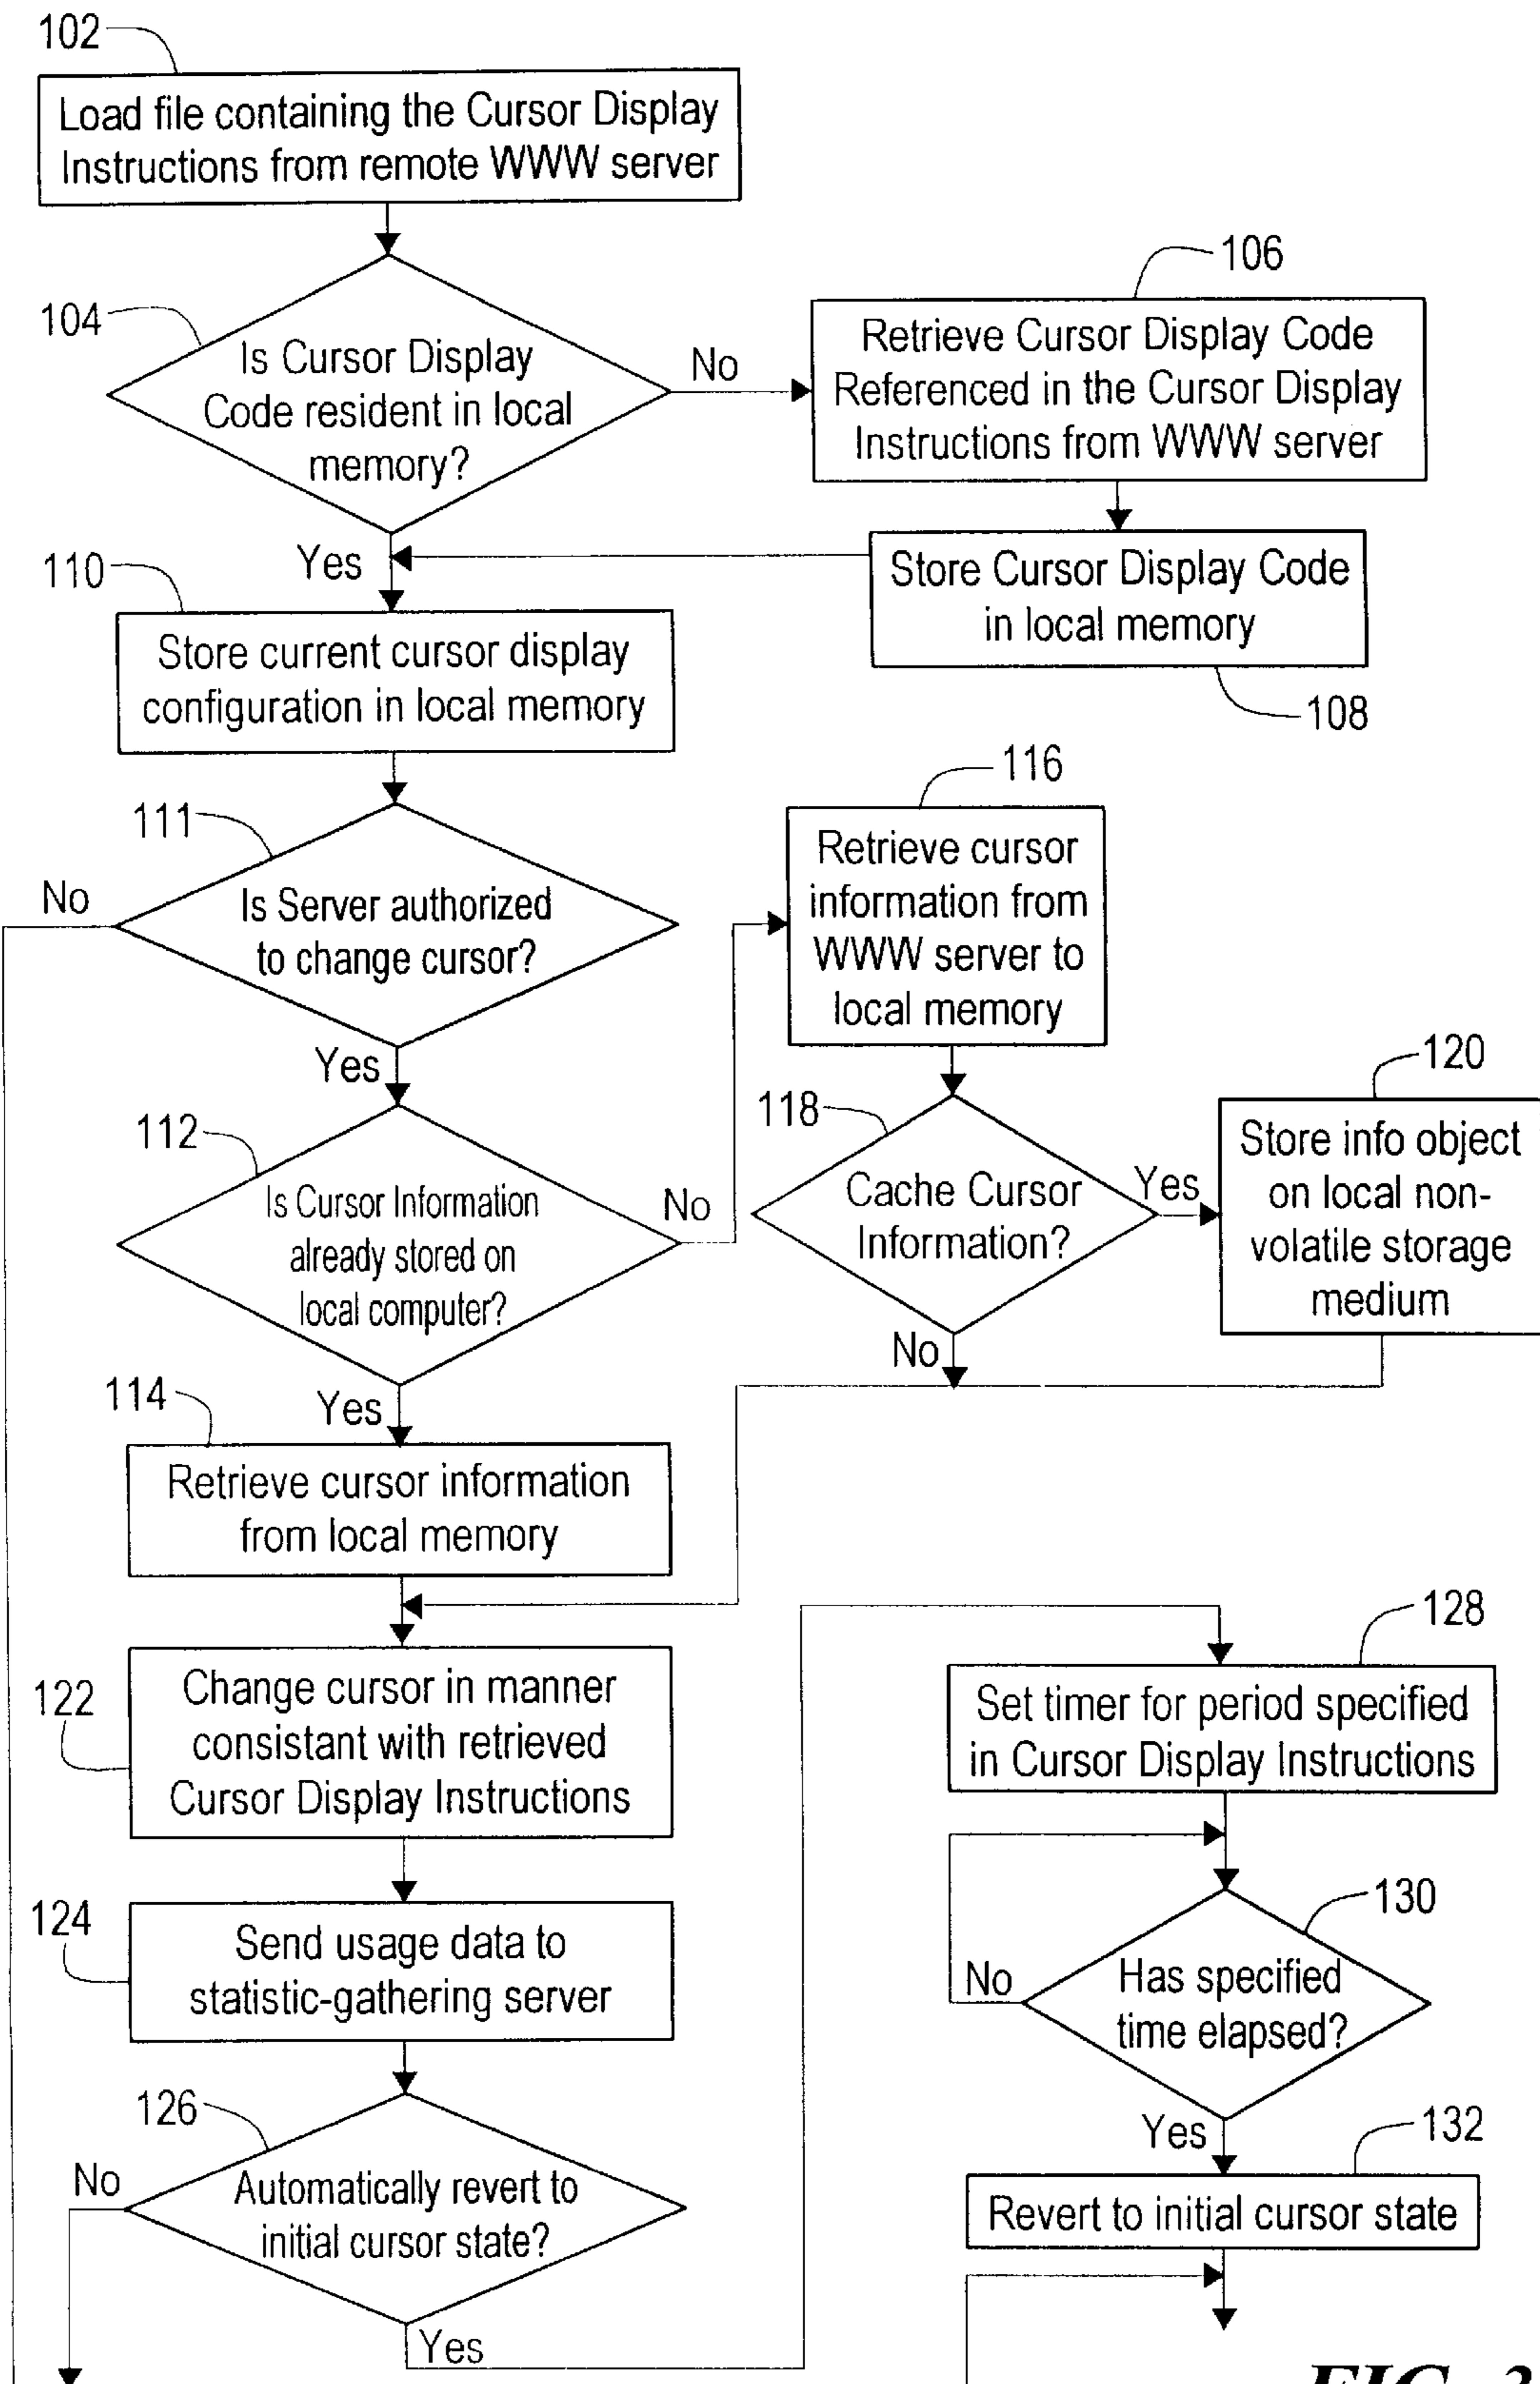 102
Load file containing the Cursor Display
Instructions from remote WWW server
104
Is Cursor Display
Code resident in local
memory?
No
106
Retrieve Cursor Display Code
Referenced in the Cursor Display
Instructions from WWW server
Yes
Store Cursor Display Code
in local memory
108
110
Store current cursor display
configuration in local memory
111
No
Is Server authorized
to change cursor?
Yes
116
Retrieve cursor
information from
WWW server to
local memory
112
Is Cursor Information
already stored on
local computer?
No
118
Cache Cursor
Information?
Yes
120
Store info object
on local non-
volatile storage
medium
No
Yes
114
Retrieve cursor information
from local memory
122
Change cursor in manner
consistant with retrieved
Cursor Display Instructions
128
Set timer for period specified
in Cursor Display Instructions
124
Send usage data to
statistic-gathering server
130
No
Has specified
time elapsed?
126
No
Automatically revert to
initial cursor state?
Yes
Yes
132
Revert to initial cursor state
FIG. 3